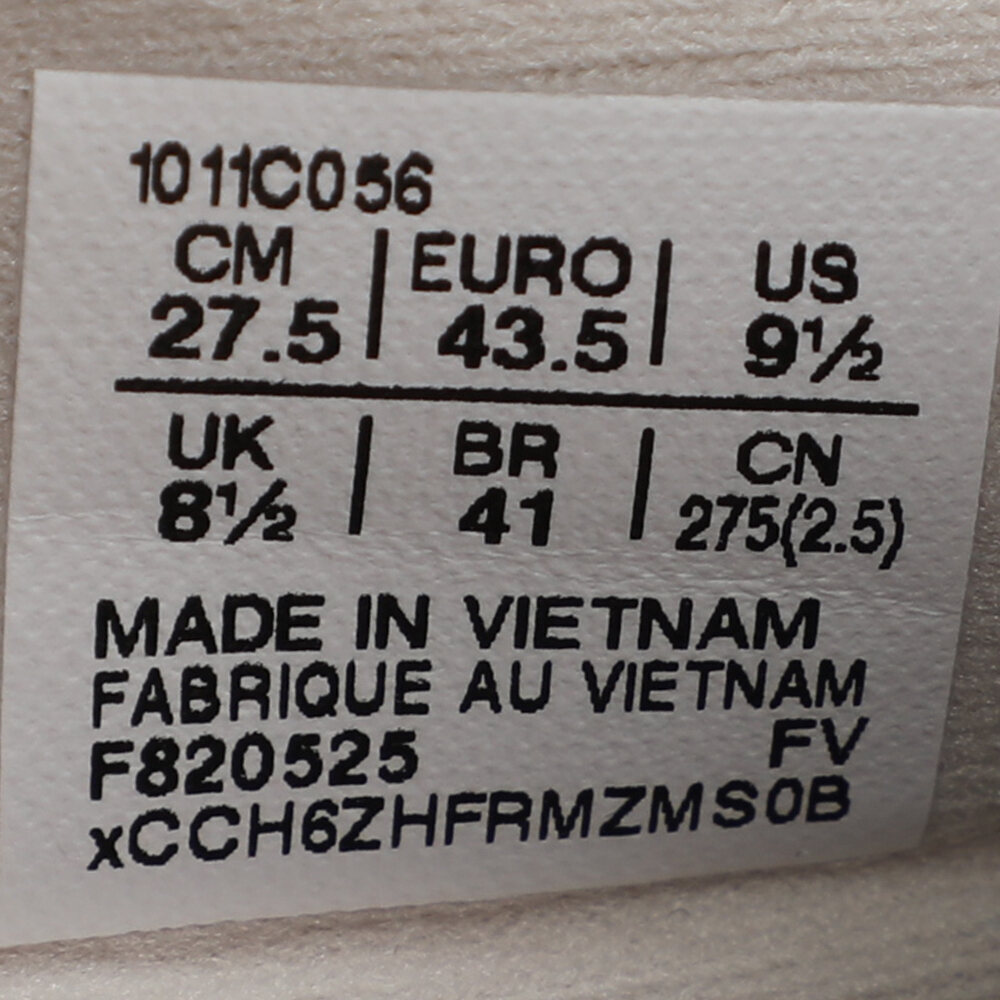 1011C056
CM | EURO | US
27.5 | 43.5 | 9½
UK | BR | CN
8½ | 41 | 275(2.5)
MADE IN VIETNAM
FABRIQUE AU VIETNAM
F820525 FV
xCCH6ZHFRMZMS0B